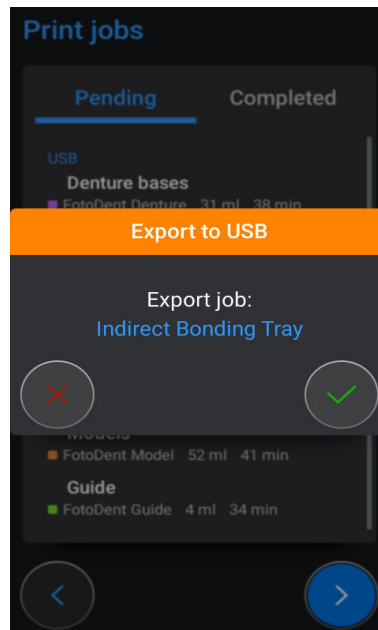 Print jobs
Pending Completed
USB
Denture bases
FotoDent Denture 31 ml 38 min
Export to USB
Export job:
Indirect Bonding Tray
Models
FotoDent Model 52 ml 41 min
Guide
FotoDent Guide 4 ml 34 min